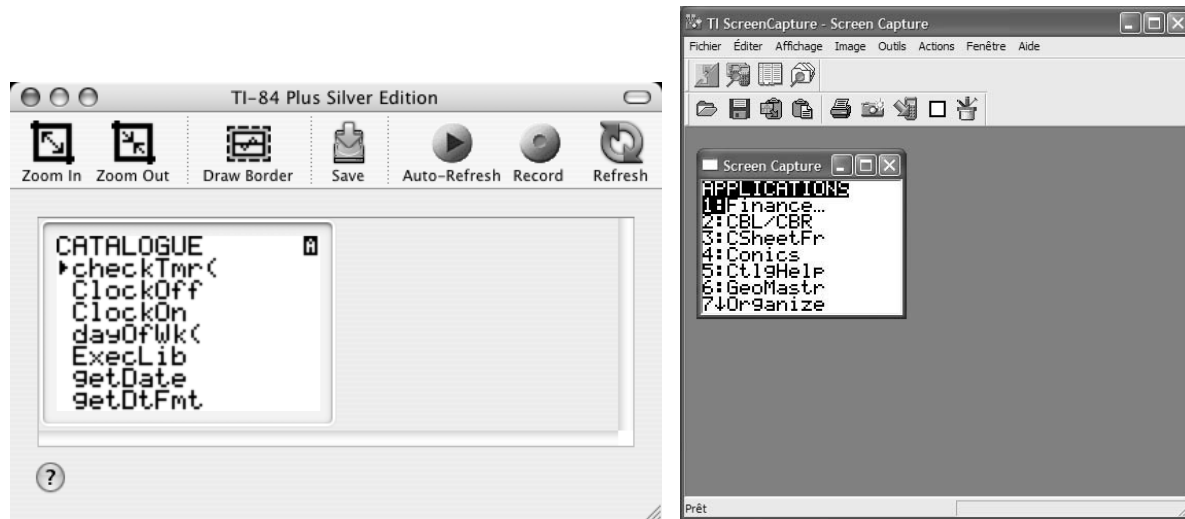 TI-84 Plus Silver Edition
Zoom In Zoom Out Draw Border Save Auto-Refresh Record Refresh
CATALOGUE
checkTmr(
ClockOff
ClockOn
dayOfWk(
ExecLib
getDate
getDtFmt
?
TI ScreenCapture - Screen Capture
Fichier Éditer Affichage Image Outils Actions Fenêtre Aide
Screen Capture
APPLICATIONS
1:Finance…
2:CBL/CBR
3:CSheetFr
4:Conics
5:CtlgHelp
6:GeoMastr
7↓Organize
Prêt